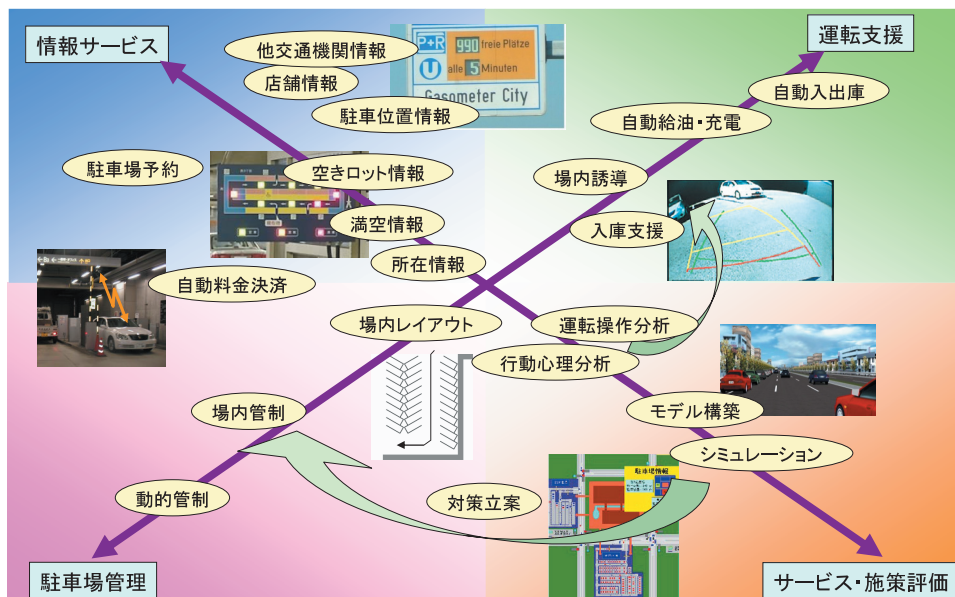 情報サービス
他交通機関情報
店舗情報
駐車位置情報
P+R 990 freie Plätze
U alle 5 Minuten
Gasometer City
運転支援
自動入出庫
自動給油・充電
駐車場予約
空きロット情報
場内誘導
満空情報
入庫支援
所在情報
自動料金決済
場内レイアウト
運転操作分析
行動心理分析
場内管制
モデル構築
シミュレーション
駐車場情報
動的管制
対策立案
駐車場管理
サービス・施策評価